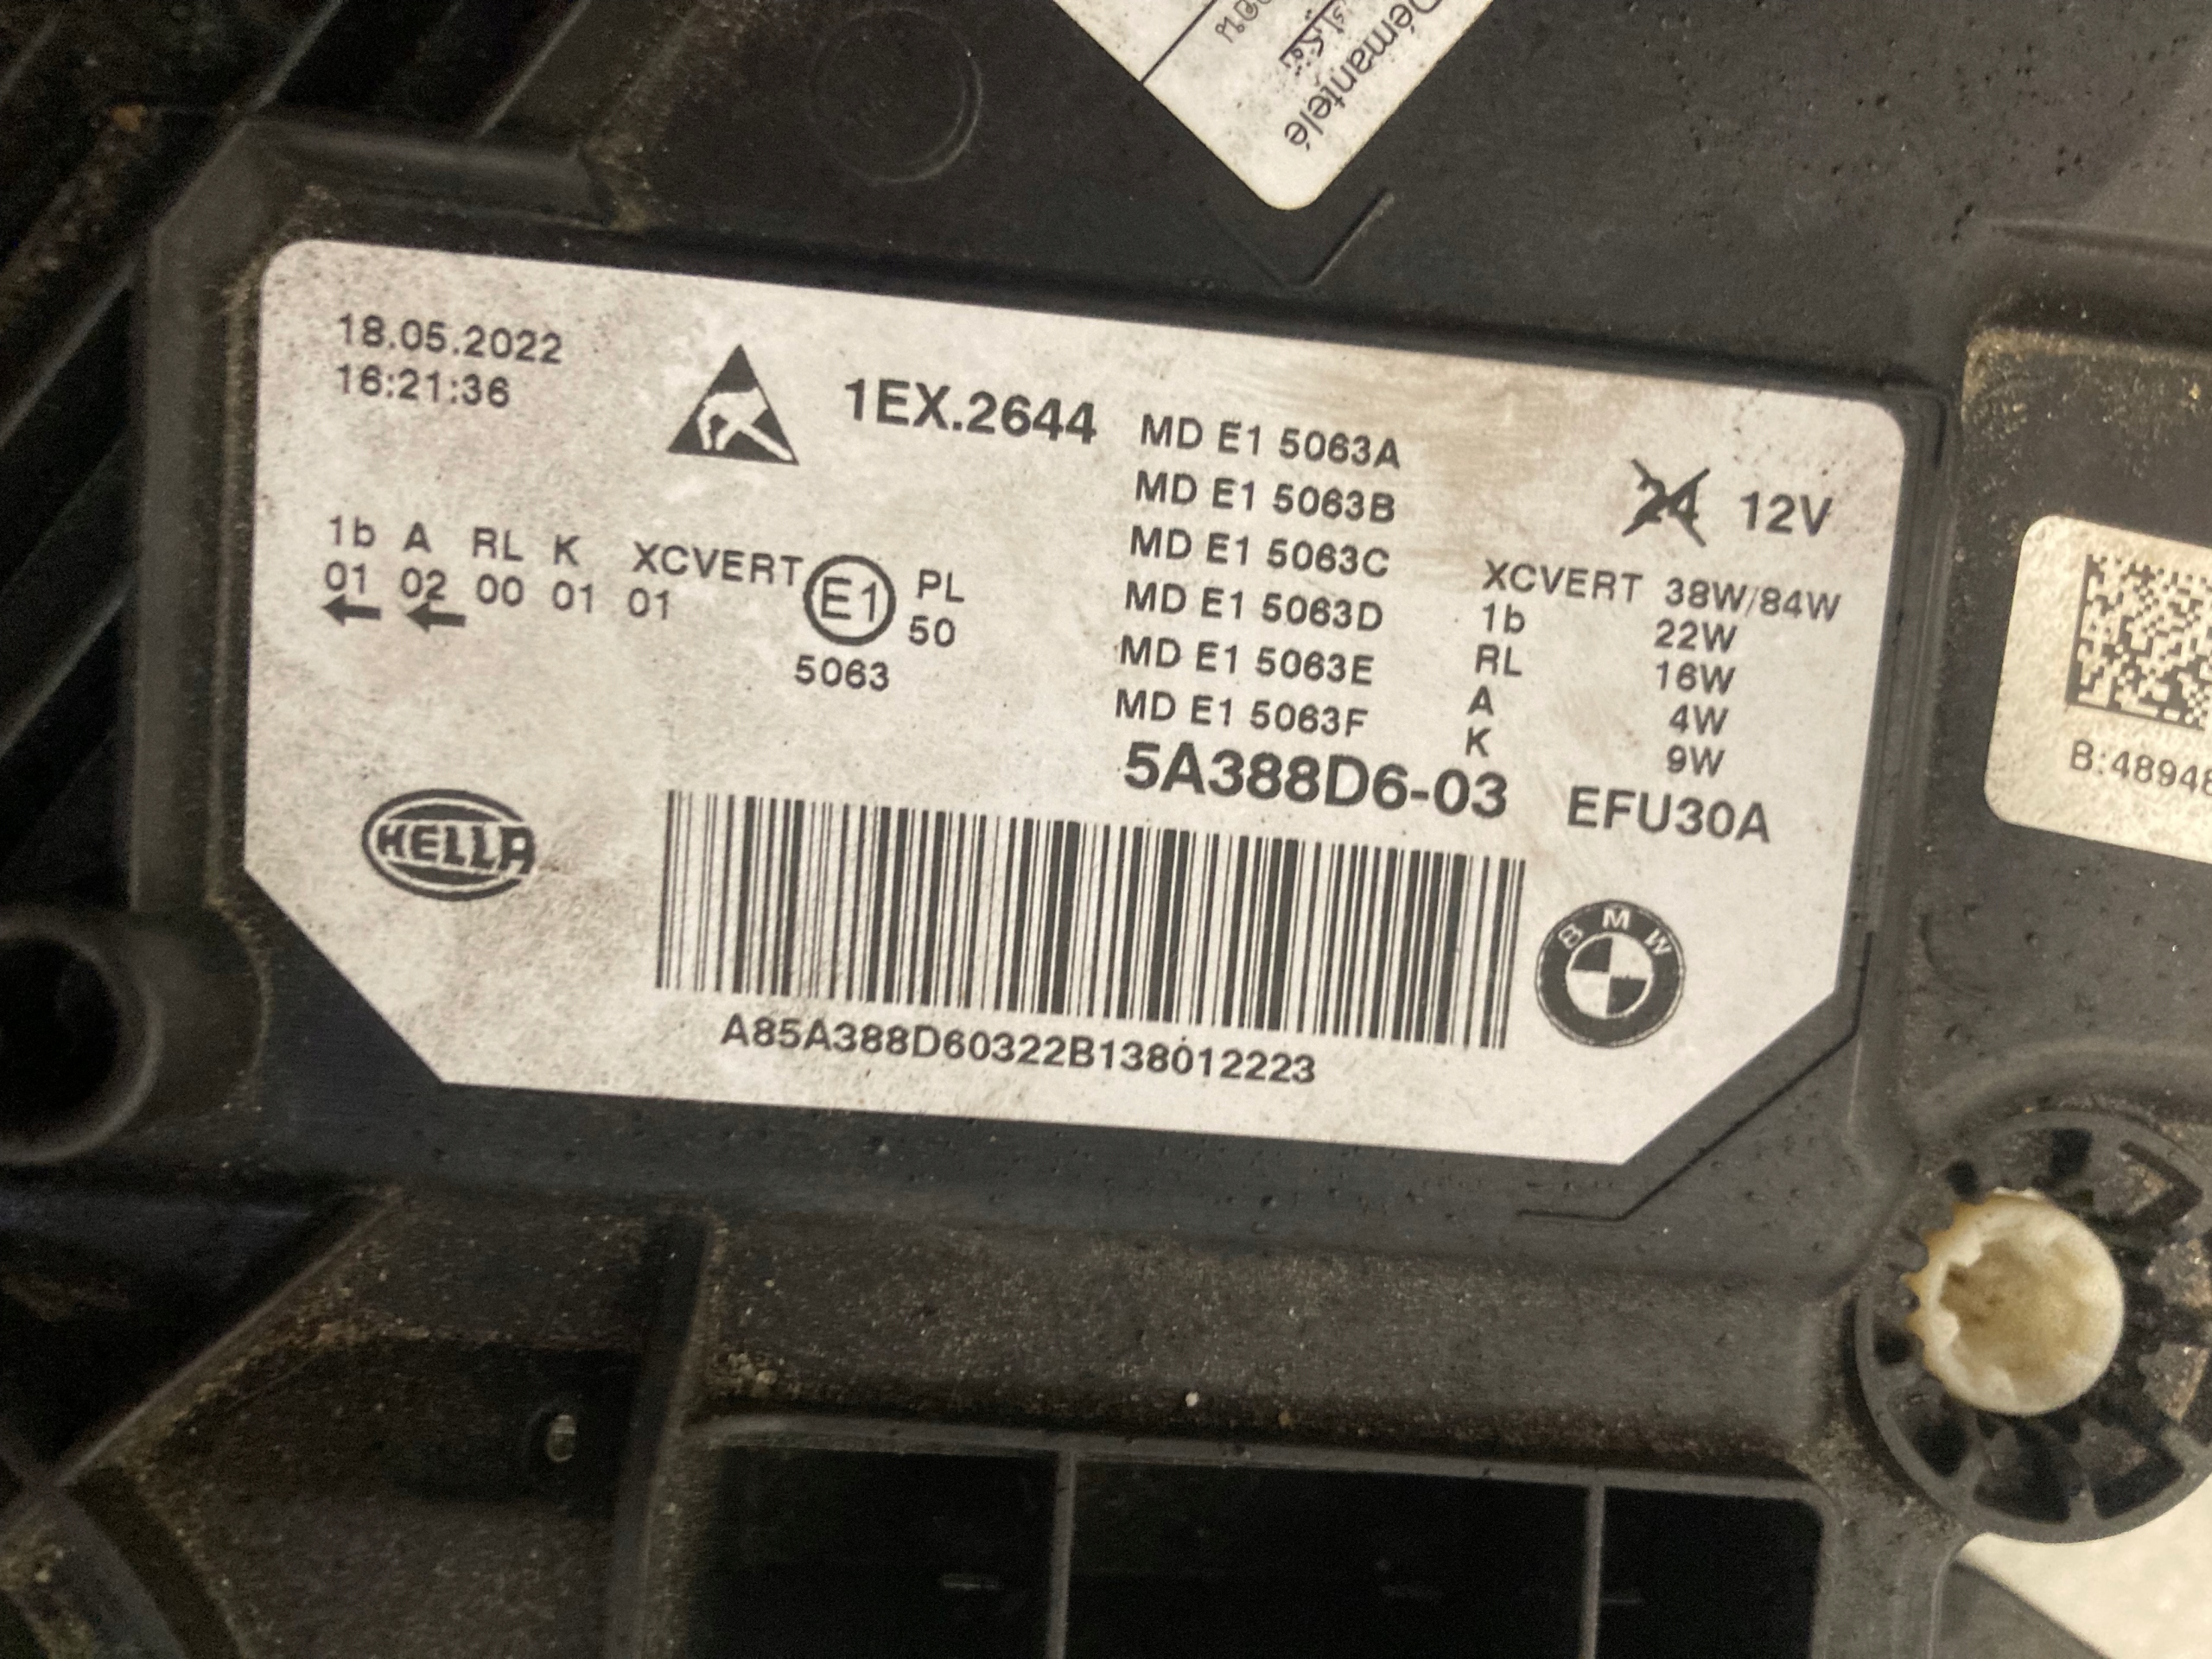 Démantelé
18.05.2022
16:21:36
1EX.2644
MD E1 5063A
MD E1 5063B
MD E1 5063C
MD E1 5063D
MD E1 5063E
MD E1 5063F
24 12V
1b A RL K XCVERT
01 02 00 01 01
E1
PL
50
5063
XCVERT 38W/84W
1b 22W
RL 16W
A 4W
K 9W
5A388D6-03 EFU30A
HELLA
BMW
A85A388D60322B138012223
B:48948